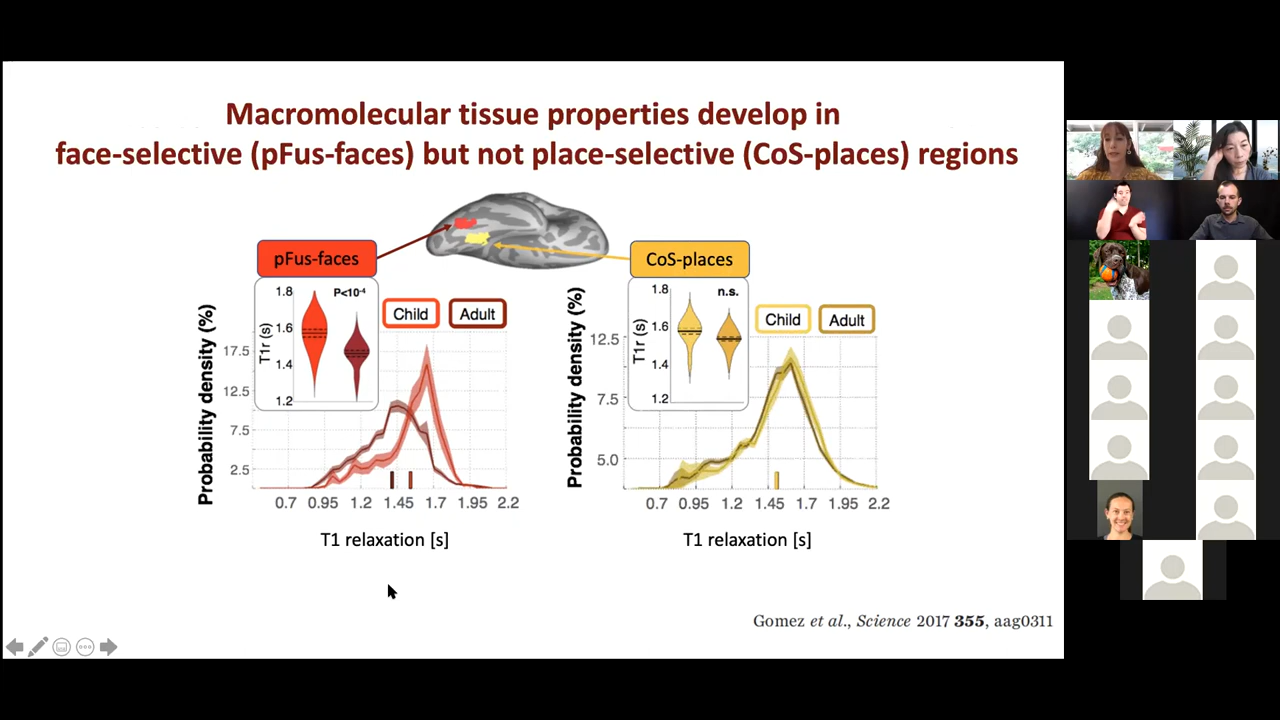 Macromolecular tissue properties develop in
face-selective (pFus-faces) but not place-selective (CoS-places) regions
pFus-faces
CoS-places
P<10⁻⁴
T1r (s)
1.8
1.6
1.4
1.2
Child
Adult
Probability density (%)
17.5
12.5
7.5
2.5
0.7 0.95 1.2 1.45 1.7 1.95 2.2
T1 relaxation [s]
n.s.
T1r (s)
1.8
1.6
1.4
1.2
Child
Adult
Probability density (%)
12.5
7.5
5.0
0.7 0.95 1.2 1.45 1.7 1.95 2.2
T1 relaxation [s]
Gomez et al., Science 2017 355, aag0311